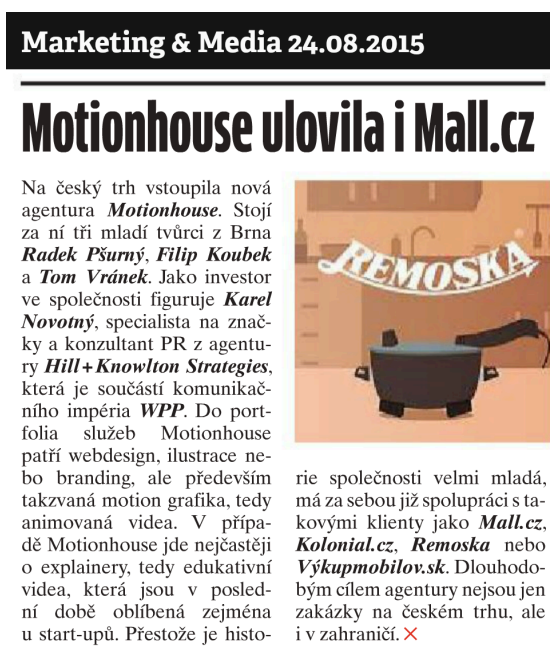 Marketing & Media 24.08.2015
Motionhouse ulovila i Mall.cz
Na český trh vstoupila nová
agentura Motionhouse. Stojí
za ní tři mladí tvůrci z Brna
Radek Pšurný, Filip Koubek
a Tom Vránek. Jako investor
ve společnosti figuruje Karel
Novotný, specialista na znač-
ky a konzultant PR z agentu-
ry Hill+Knowlton Strategies,
která je součástí komunikač-
ního impéria WPP. Do port-
folia služeb Motionhouse
patří webdesign, ilustrace ne-
bo branding, ale především
takzvaná motion grafika, tedy
animovaná videa. V přípa-
dě Motionhouse jde nejčastěji
o explainery, tedy edukativní
videa, která jsou v posled-
ní době oblíbená zejména
u start-upů. Přestože je histo-
REMOSKA
rie společnosti velmi mladá,
má za sebou již spolupráci s ta-
kovými klienty jako Mall.cz,
Kolonial.cz, Remoska nebo
Výkupmobilov.sk. Dlouhodo-
bým cílem agentury nejsou jen
zakázky na českém trhu, ale
i v zahraničí.